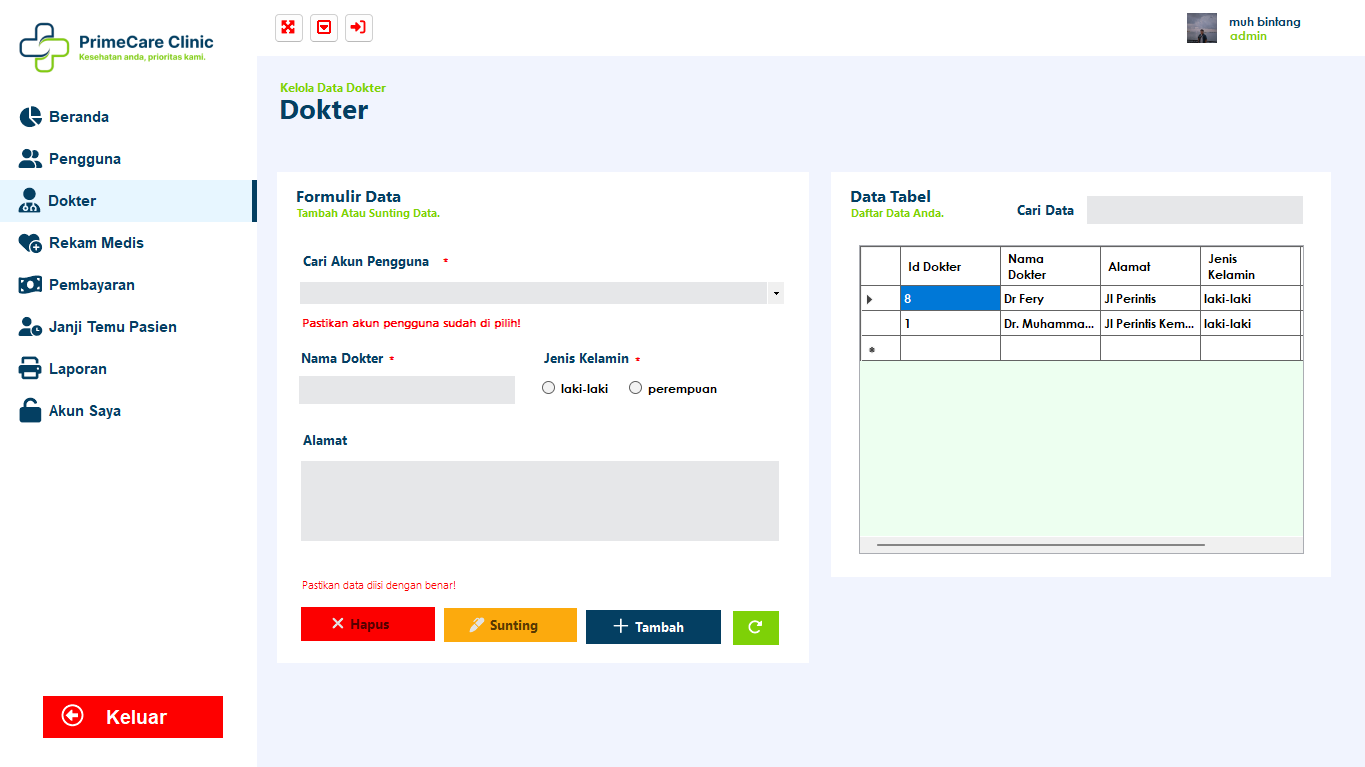 PrimeCare Clinic
Kesehatan anda, prioritas kami.
muh bintang
admin
Beranda
Pengguna
Dokter
Rekam Medis
Pembayaran
Janji Temu Pasien
Laporan
Akun Saya
Keluar
Kelola Data Dokter
Dokter
Formulir Data
Tambah Atau Sunting Data.
Cari Akun Pengguna *
Pastikan akun pengguna sudah di pilih!
Nama Dokter * Jenis Kelamin *
laki-laki perempuan
Alamat
Pastikan data diisi dengan benar!
Hapus Sunting Tambah
Data Tabel
Daftar Data Anda.
Cari Data
Id Dokter Nama Dokter Alamat Jenis Kelamin
8 Dr Fery Jl Perintis laki-laki
1 Dr. Muhamma... Jl Perintis Kem... laki-laki